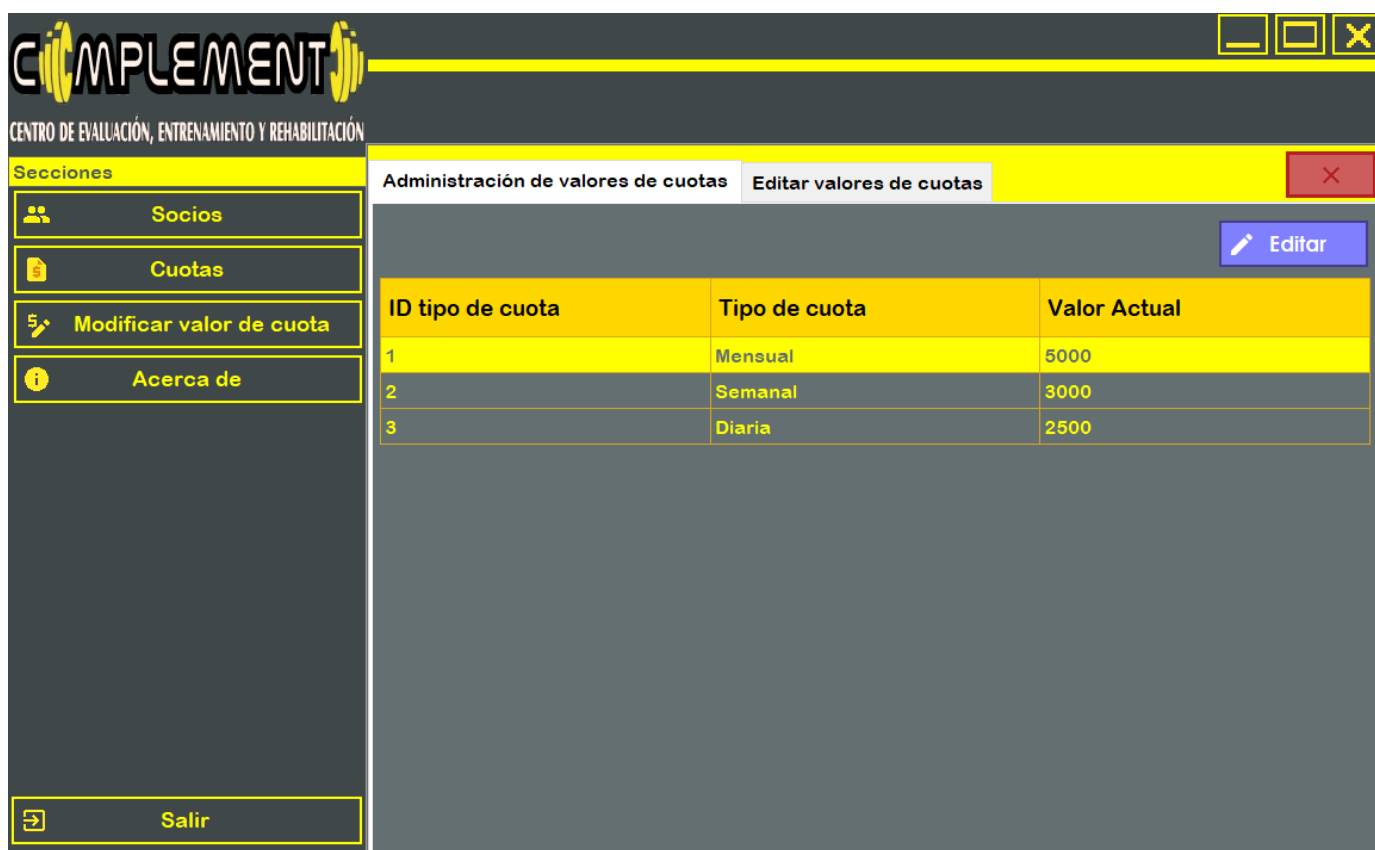 COMPLEMENTO
CENTRO DE EVALUACIÓN, ENTRENAMIENTO Y REHABILITACIÓN
Secciones
Socios
Cuotas
Modificar valor de cuota
Acerca de
Salir
Administración de valores de cuotas Editar valores de cuotas
Editar
ID tipo de cuota Tipo de cuota Valor Actual
1 Mensual 5000
2 Semanal 3000
3 Diaria 2500